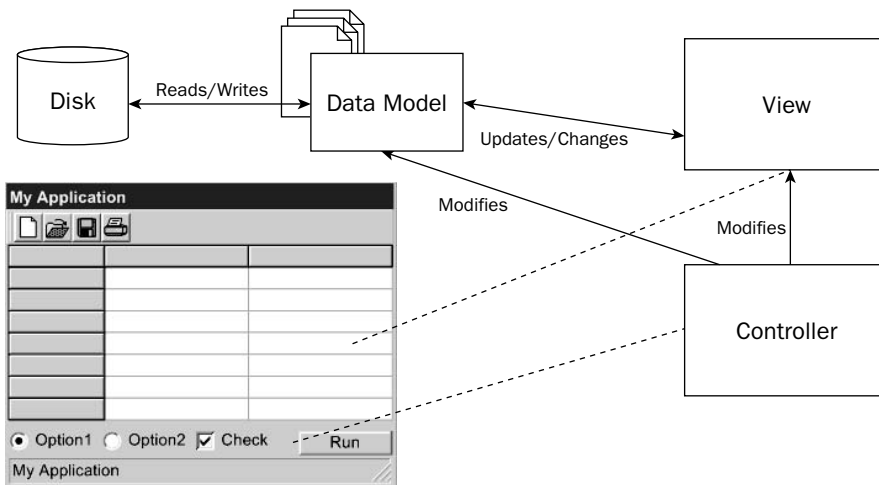 Disk
Reads/Writes
Data Model
View
Updates/Changes
My Application
Modifies
Modifies
Controller
Option1
Option2
Check
Run
My Application